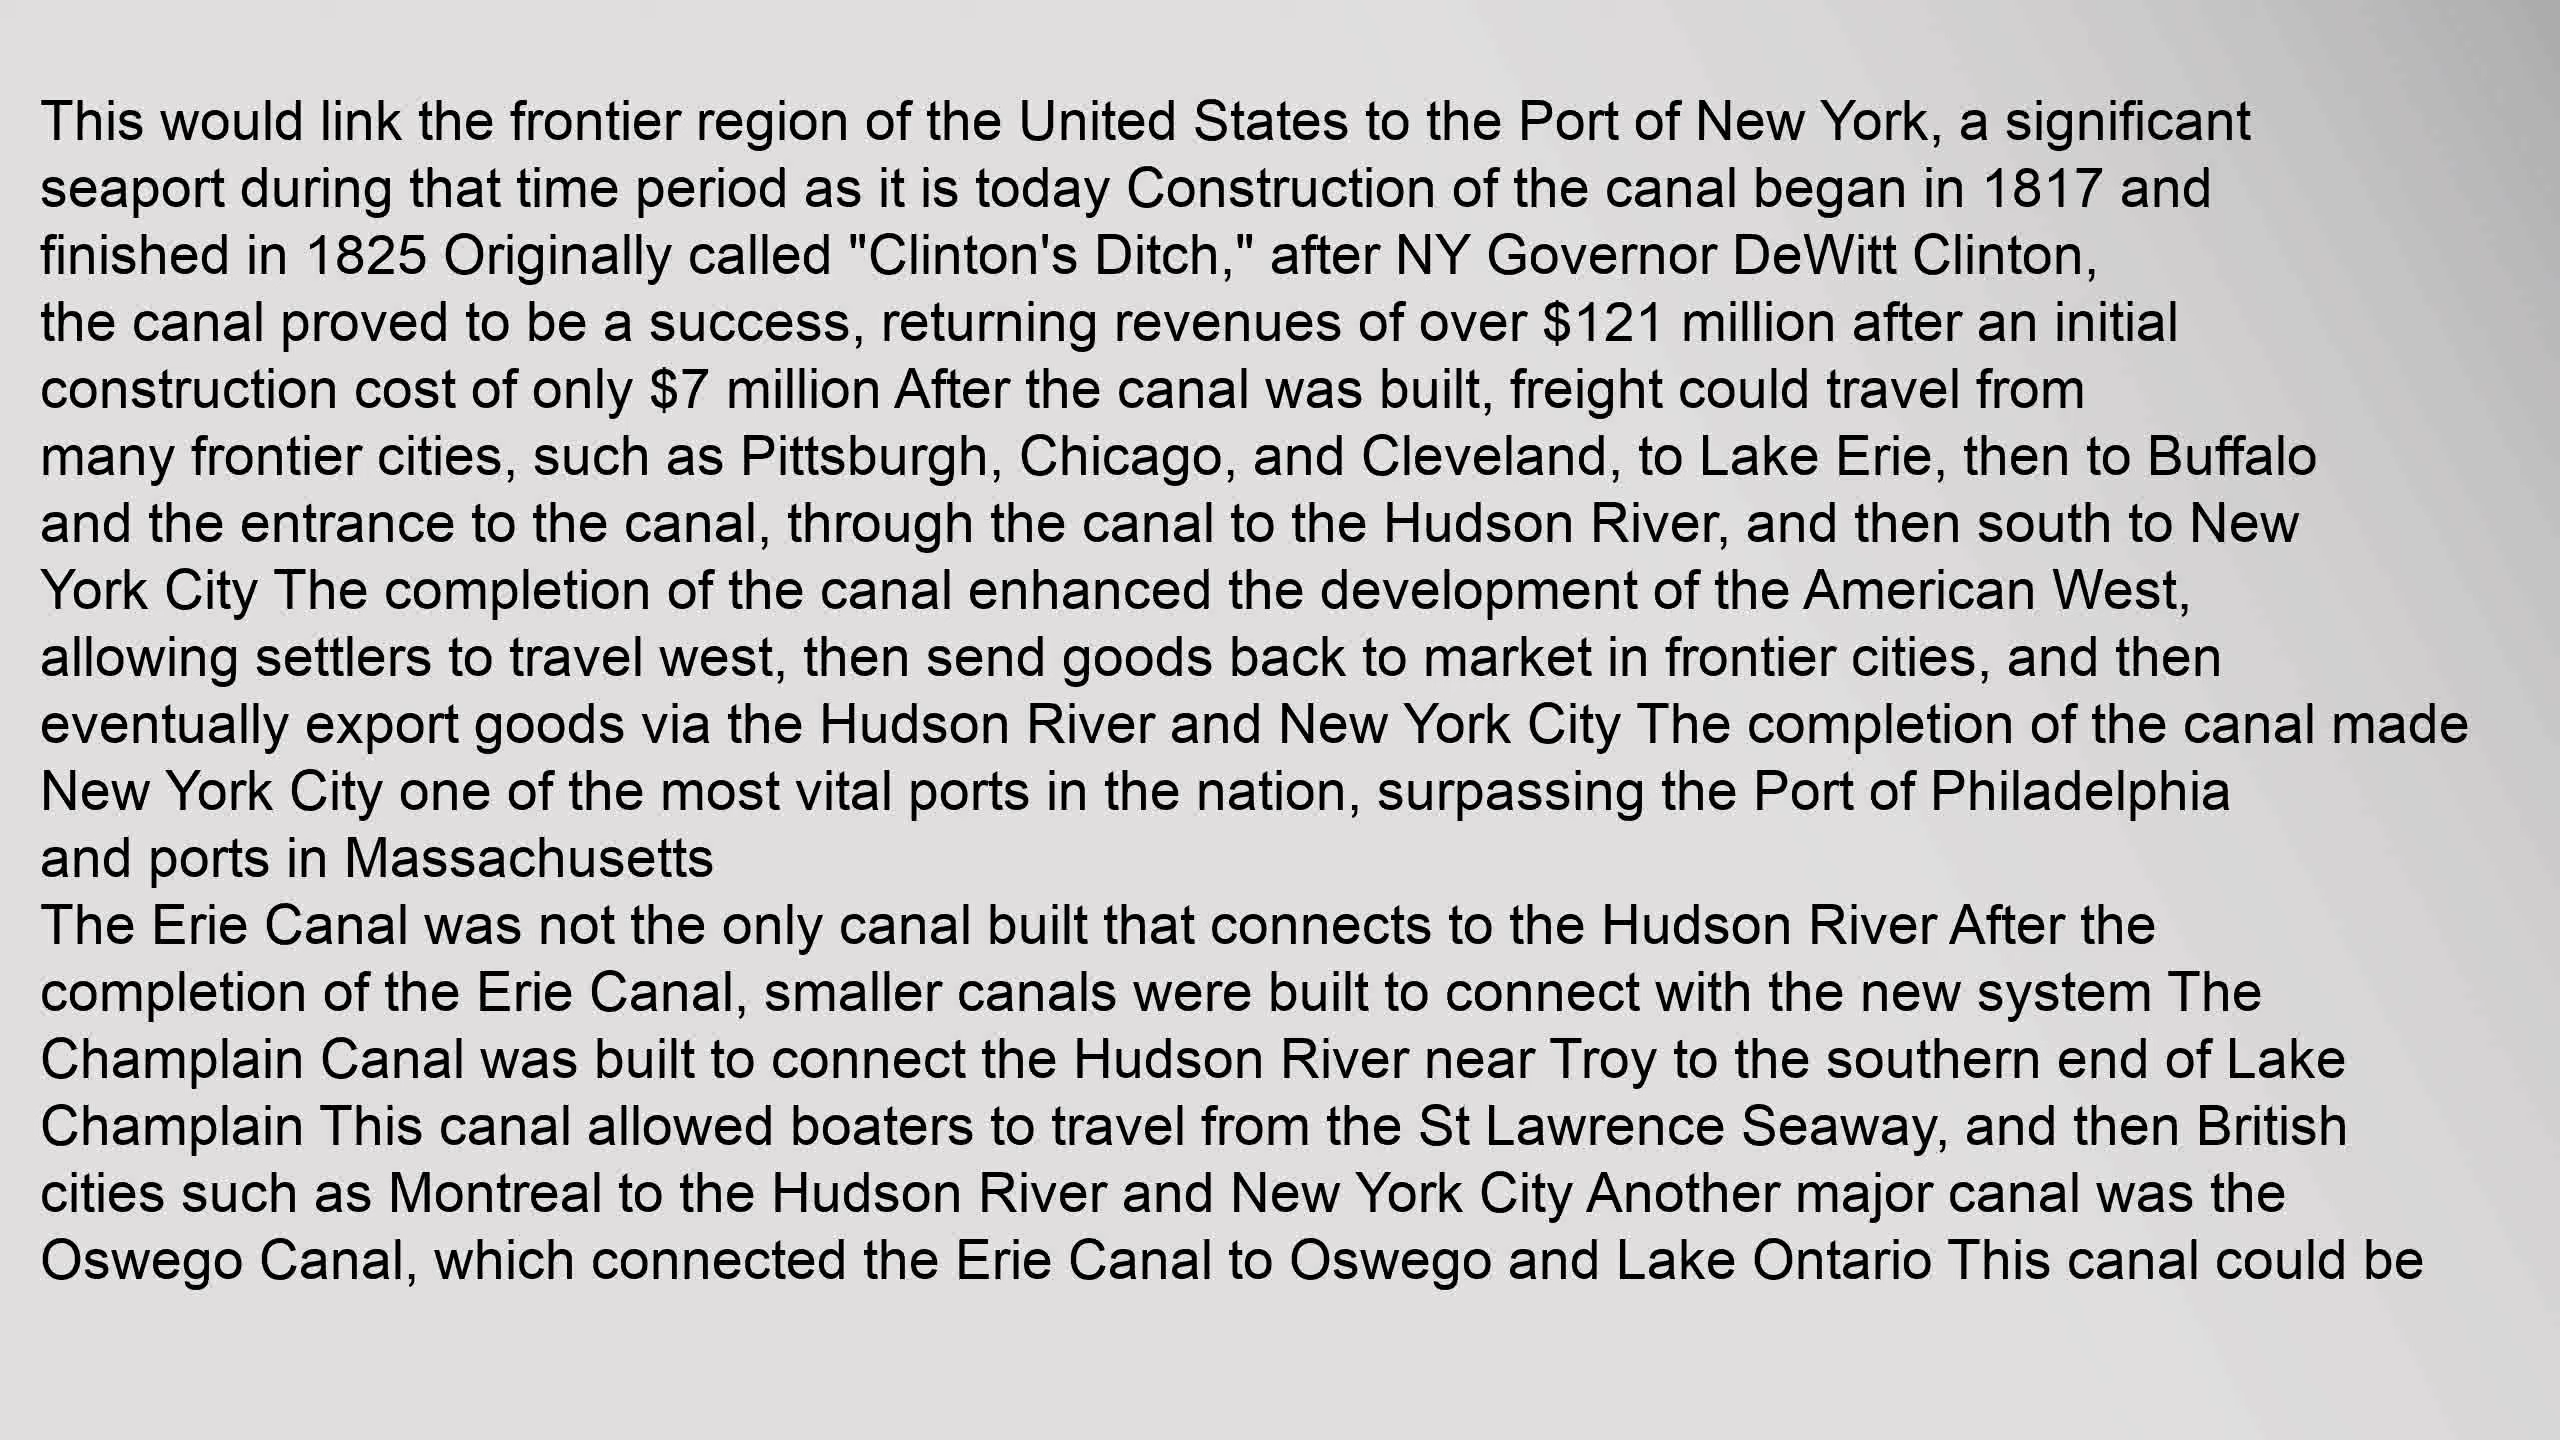 This would link the frontier region of the United States to the Port of New York, a significant
seaport during that time period as it is today Construction of the canal began in 1817 and
finished in 1825 Originally called "Clinton's Ditch," after NY Governor DeWitt Clinton,
the canal proved to be a success, returning revenues of over $121 million after an initial
construction cost of only $7 million After the canal was built, freight could travel from
many frontier cities, such as Pittsburgh, Chicago, and Cleveland, to Lake Erie, then to Buffalo
and the entrance to the canal, through the canal to the Hudson River, and then south to New
York City The completion of the canal enhanced the development of the American West,
allowing settlers to travel west, then send goods back to market in frontier cities, and then
eventually export goods via the Hudson River and New York City The completion of the canal made
New York City one of the most vital ports in the nation, surpassing the Port of Philadelphia
and ports in Massachusetts
The Erie Canal was not the only canal built that connects to the Hudson River After the
completion of the Erie Canal, smaller canals were built to connect with the new system The
Champlain Canal was built to connect the Hudson River near Troy to the southern end of Lake
Champlain This canal allowed boaters to travel from the St Lawrence Seaway, and then British
cities such as Montreal to the Hudson River and New York City Another major canal was the
Oswego Canal, which connected the Erie Canal to Oswego and Lake Ontario This canal could be